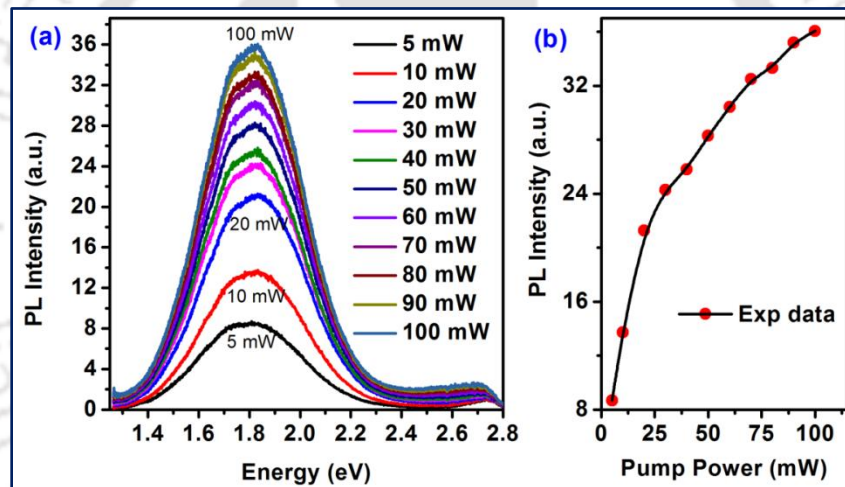 (a)
PL Intensity (a.u.)
36
32
28
24
20
16
12
8
4
0
100 mW
20 mW
10 mW
5 mW
5 mW
10 mW
20 mW
30 mW
40 mW
50 mW
60 mW
70 mW
80 mW
90 mW
100 mW
1.4 1.6 1.8 2.0 2.2 2.4 2.6 2.8
Energy (eV)
(b)
PL Intensity (a.u.)
36
24
16
8
Exp data
0 25 50 75 100
Pump Power (mW)